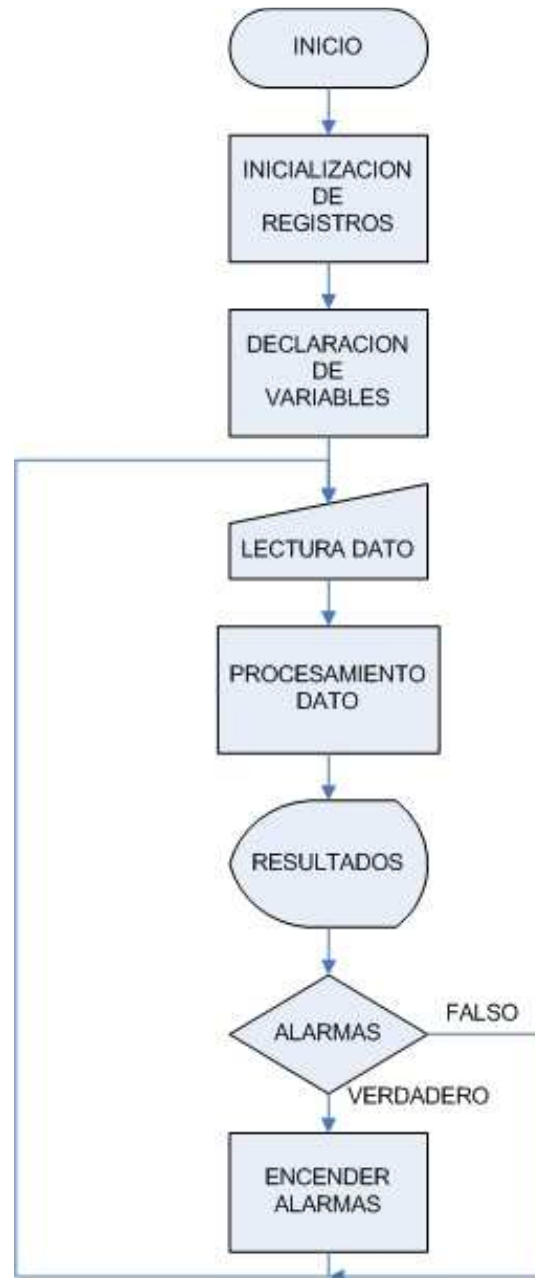 INICIO
INICIALIZACION
DE
REGISTROS
DECLARACION
DE
VARIABLES
LECTURA DATO
PROCESAMIENTO
DATO
RESULTADOS
ALARMAS
FALSO
VERDADERO
ENCENDER
ALARMAS